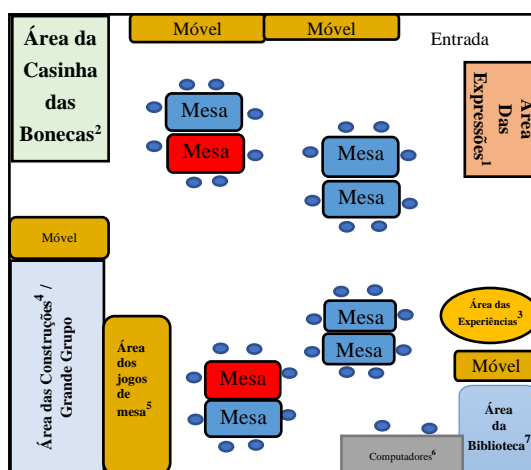 Área da
Casinha
das
Bonecas²
Móvel
Móvel
Entrada
Área
Das
Expressões¹
Mesa
Mesa
Mesa
Mesa
Móvel
Área das Construções⁴ /
Grande Grupo
Área
dos
jogos
de
mesa⁵
Mesa
Mesa
Mesa
Mesa
Área das
Experiências³
Móvel
Área
da
Biblioteca⁷
Computadores⁶